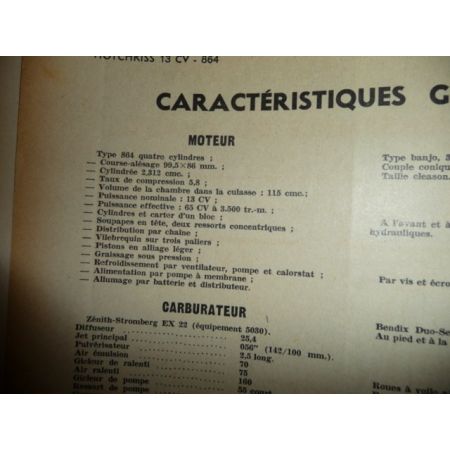 HOTCHKISS 13 CV - 864
CARACTÉRISTIQUES G
MOTEUR
Type 864 quatre cylindres ;
— Course-alésage 99,5×86 mm. ;
— Cylindrée 2,312 cmc. ;
— Taux de compression 5,8 ;
— Volume de la chambre dans la culasse : 115 cmc.;
— Puissance nominale : 13 CV ;
— Puissance effective : 65 CV à 3.500 tr.-m. ;
— Cylindres et carter d'un bloc ;
— Soupapes en tête, deux ressorts concentriques ;
— Distribution par chaîne ;
— Vilebrequin sur trois paliers ;
— Pistons en alliage léger ;
— Graissage sous pression ;
— Refroidissement par ventilateur, pompe et calorstat ;
— Alimentation par pompe à membrane ;
— Allumage par batterie et distributeur.
CARBURATEUR
Zénith-Stromberg EX 22 (équipement 5030).
Diffuseur 25,4
Jet principal 056" (142/100 mm.).
Pulvérisateur 2,5 long.
Air émulsion 70
Gicleur de ralenti 75
Air ralenti 160
Gicleur de pompe 55 court
Ressort de pompe
Type banjo, 5
Couple coniqu
Taille gleason.
A l'avant et à
hydrauliques.
Par vis et écro
Bendix Duo-Se
Au pied et à la
Roues à voile